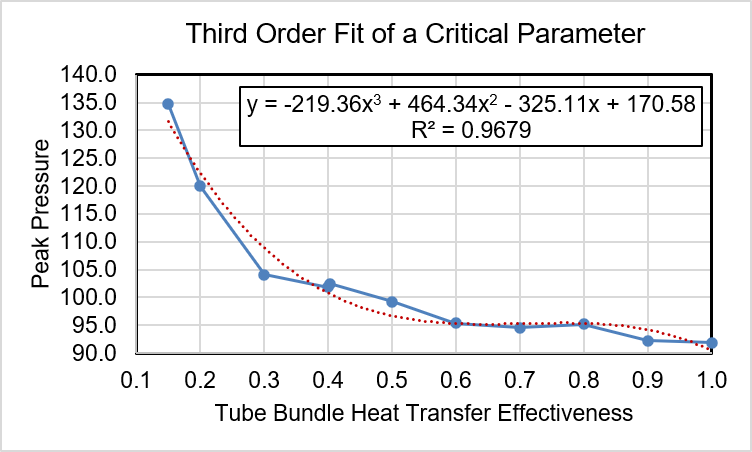 Third Order Fit of a Critical Parameter
140.0
135.0
130.0
125.0
120.0
115.0
110.0
105.0
100.0
95.0
90.0
Peak Pressure
y = -219.36x³ + 464.34x² - 325.11x + 170.58
R² = 0.9679
0.1 0.2 0.3 0.4 0.5 0.6 0.7 0.8 0.9 1.0
Tube Bundle Heat Transfer Effectiveness